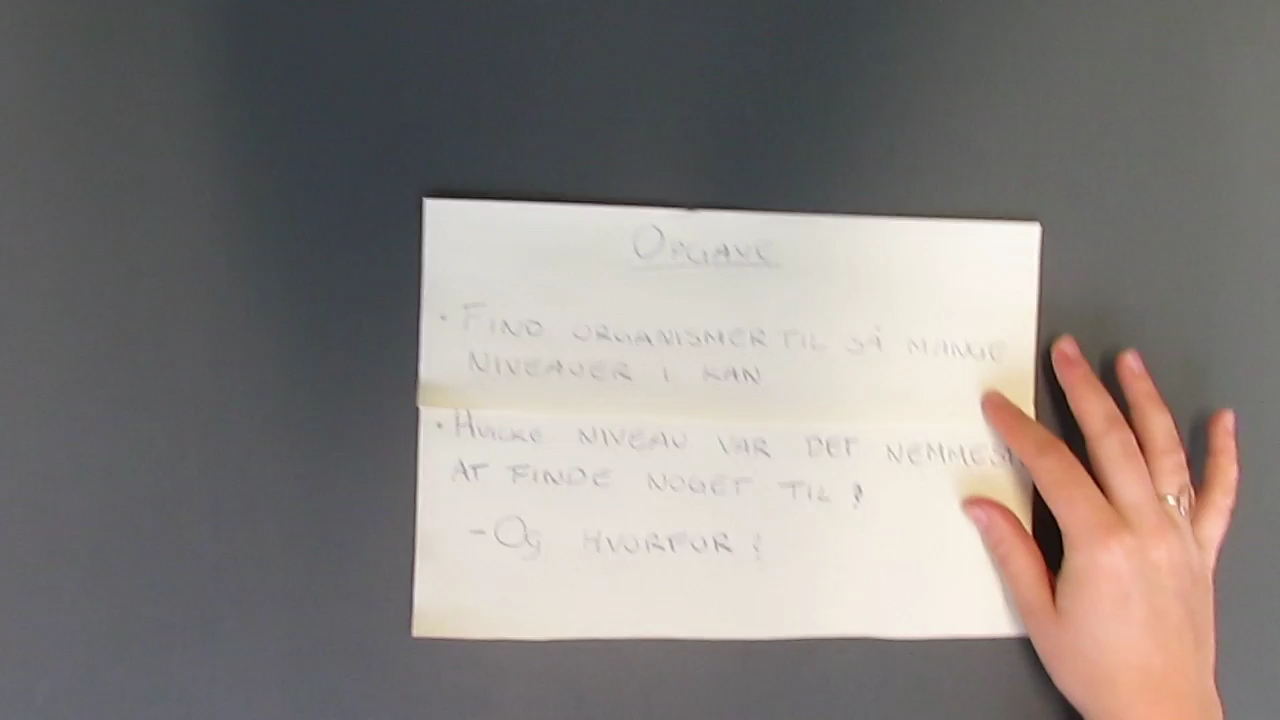 OPGAVE
• FIND ORGANISMER TIL SÅ MANGE
NIVEAUER I KAN
• HVILKE NIVEAU VAR DET NEMMEST
AT FINDE NOGET TIL?
- OG HVORFOR?